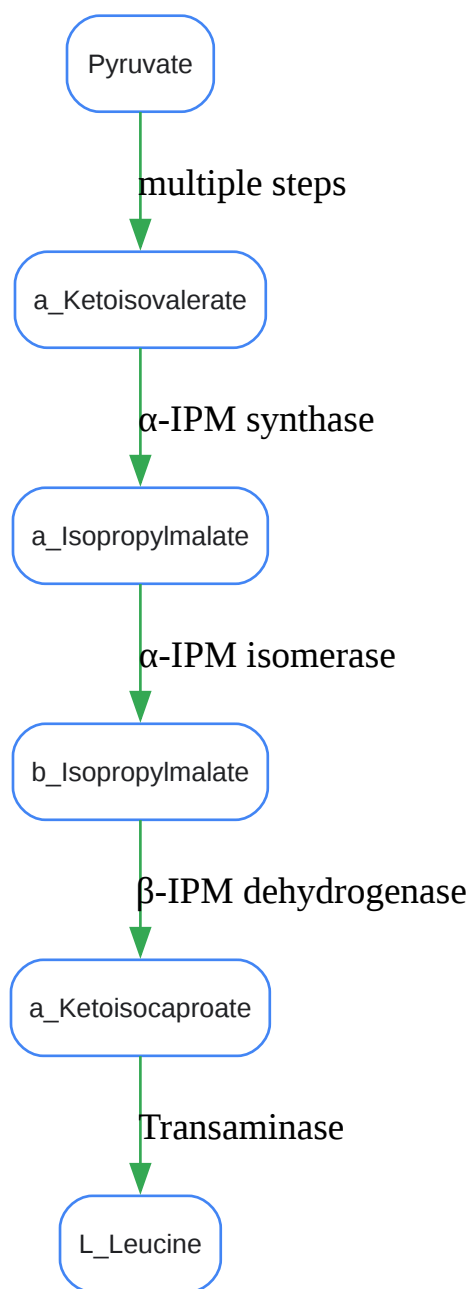 Pyruvate
multiple steps
a_Ketoisovalerate
α-IPM synthase
a_Isopropylmalate
α-IPM isomerase
b_Isopropylmalate
β-IPM dehydrogenase
a_Ketoisocaproate
Transaminase
L_Leucine